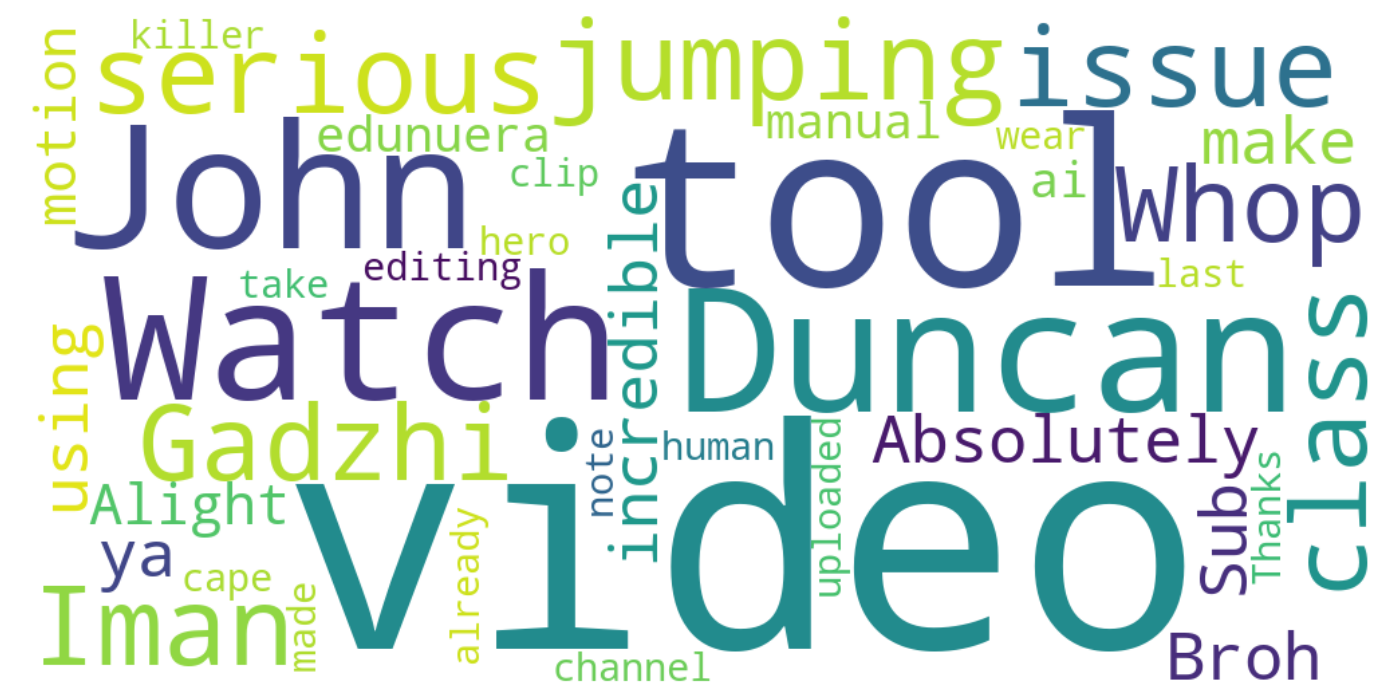 killer
serious
jumping
issue
motion
John
edunuera
clip
tool
manual
wear
ai
make
Whop
hero
editing
take
Watch
incredible
Duncan
last
class
using
Gadzhi
Alight
ya
cape
Iman
made
video
already
note
human
uploaded
Absolutely
Suby
Thanks
channel
Broh